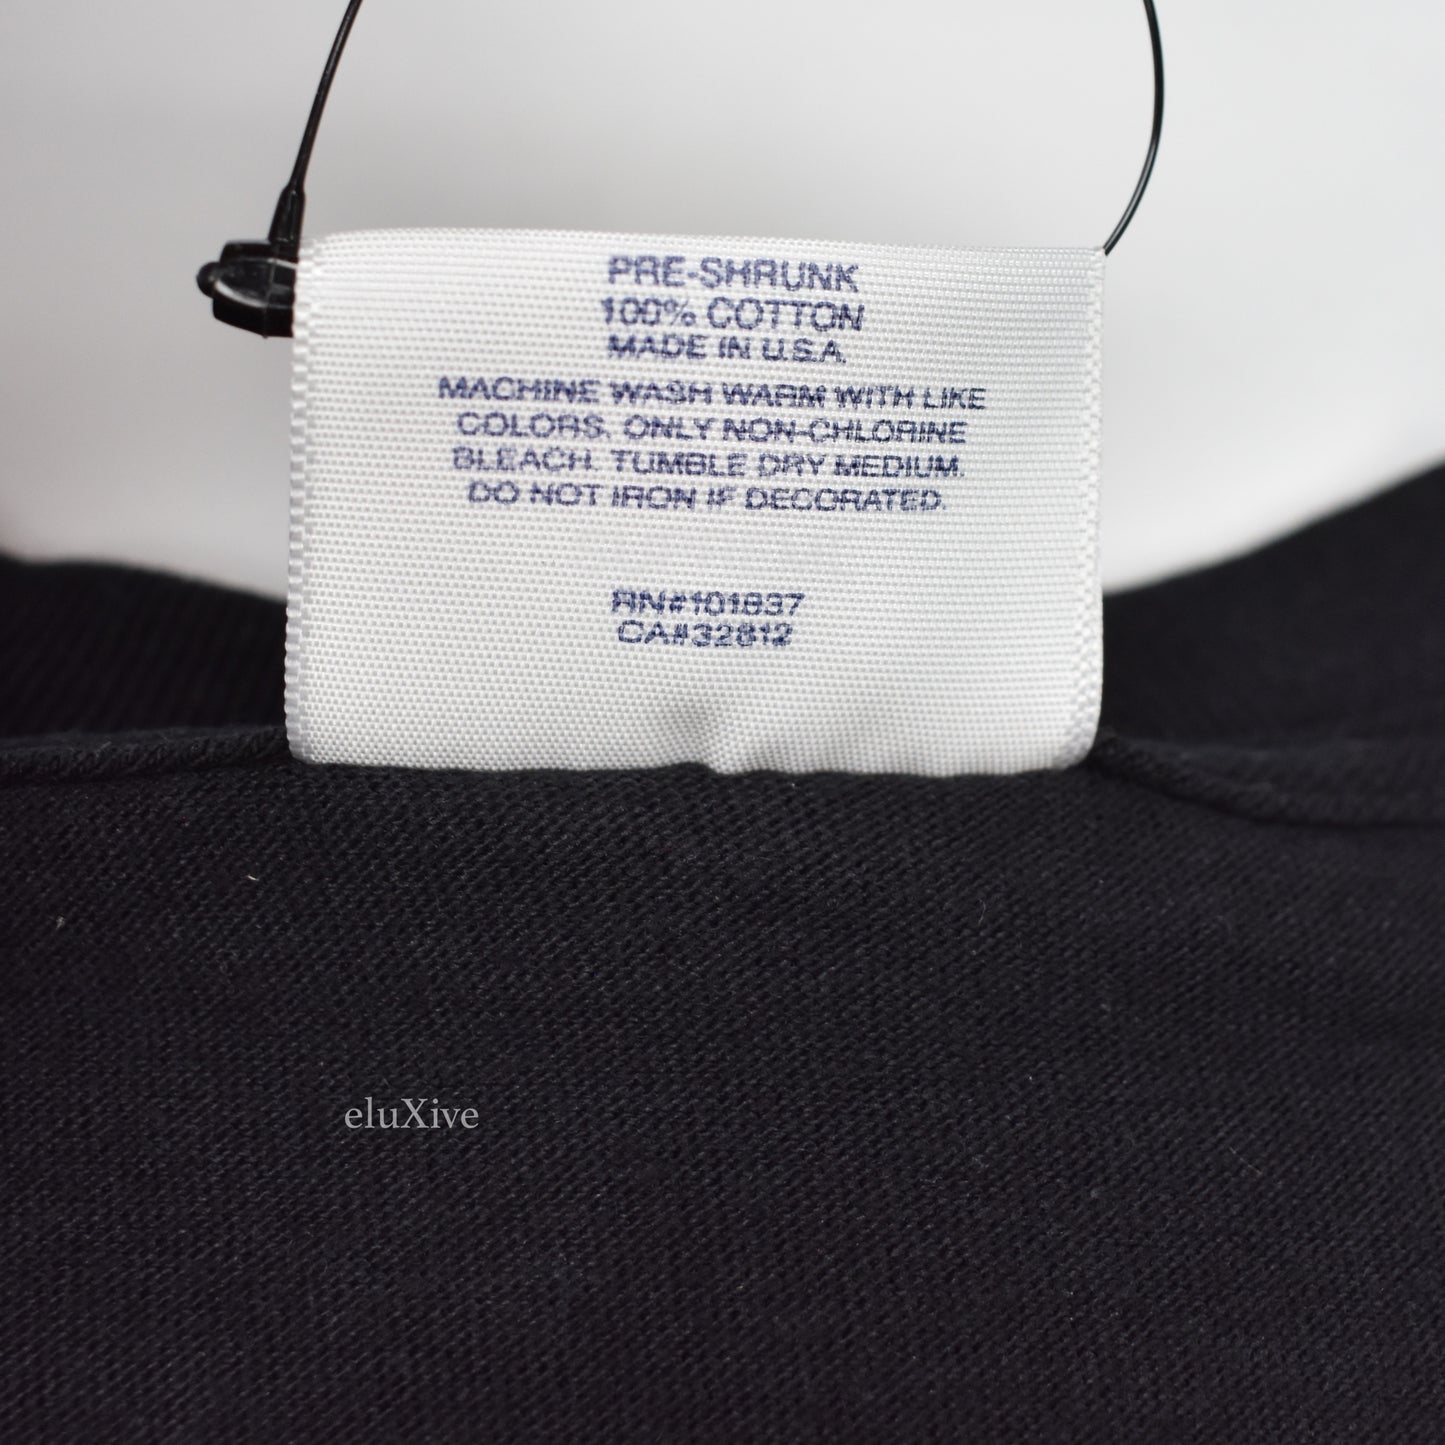 PRE-SHRUNK
100% COTTON
MADE IN U.S.A.
MACHINE WASH WARM WITH LIKE
COLORS. ONLY NON-CHLORINE
BLEACH. TUMBLE DRY MEDIUM.
DO NOT IRON IF DECORATED.
RN#101837
CA#32812
eluXive